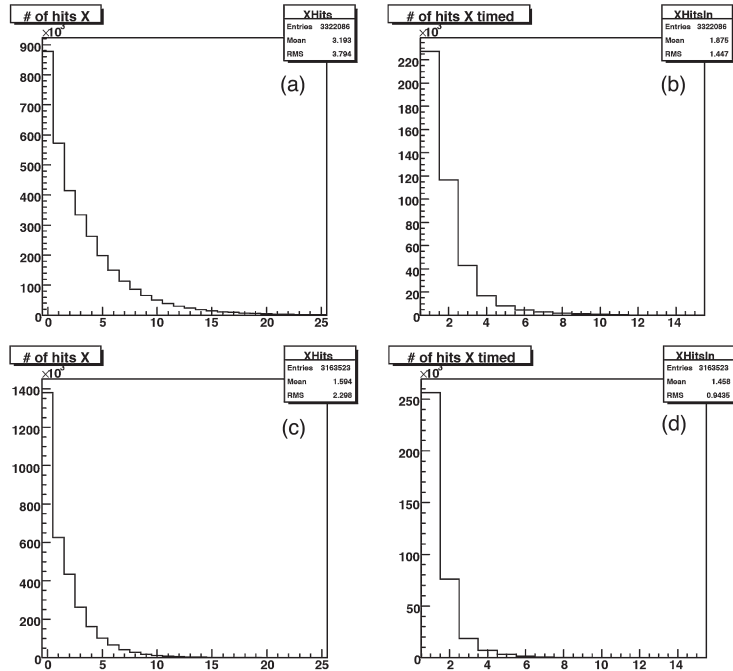 # of hits X
XHits
Entries 3322086
Mean 3.193
RMS 3.794
×10³
900
800
700
600
500
400
300
200
100
0
0 5 10 15 20 25
(a)
# of hits X timed
XHitsIn
Entries 3322086
Mean 1.875
RMS 1.447
×10³
220
200
180
160
140
120
100
80
60
40
20
0
2 4 6 8 10 12 14
(b)
# of hits X
XHits
Entries 3163523
Mean 1.594
RMS 2.298
×10³
1400
1200
1000
800
600
400
200
0
0 5 10 15 20 25
(c)
# of hits X timed
XHitsIn
Entries 3163523
Mean 1.458
RMS 0.9435
×10³
250
200
150
100
50
0
2 4 6 8 10 12 14
(d)